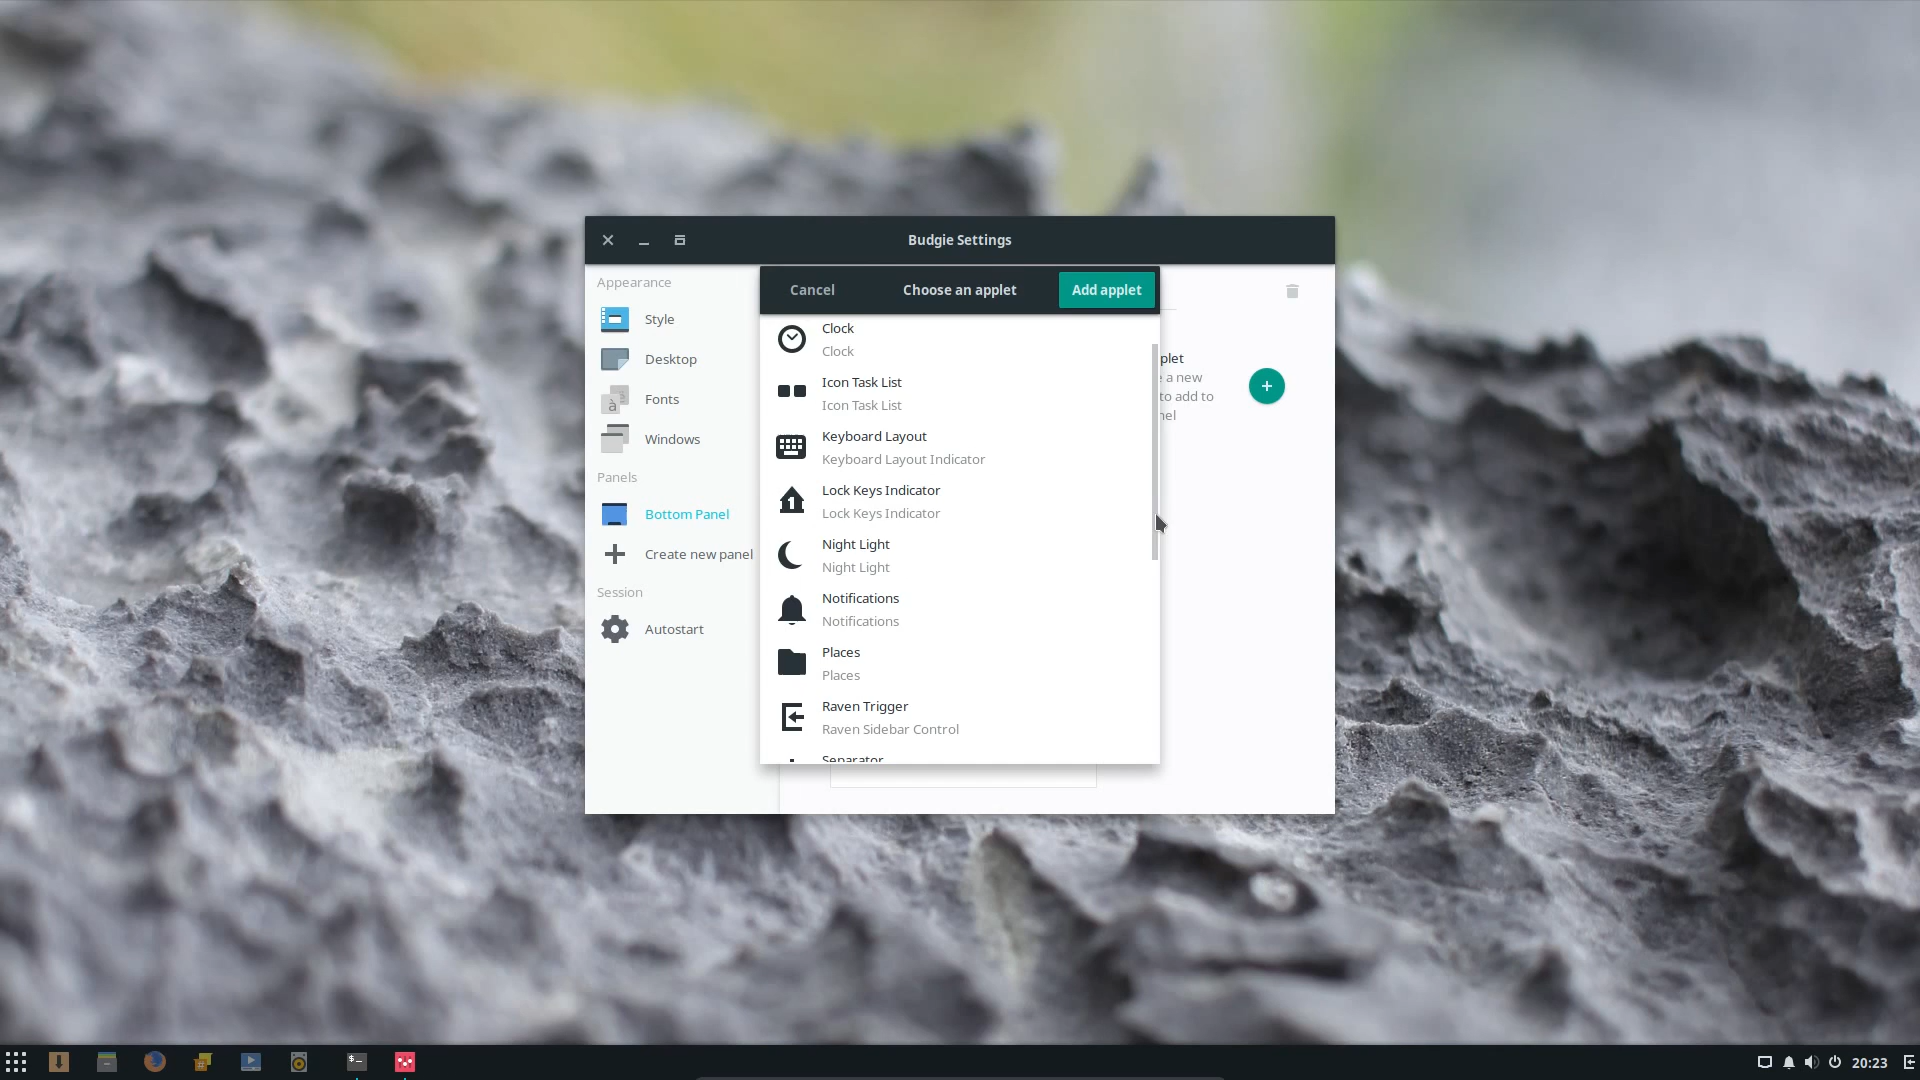 Budgie Settings
Appearance
Style
Desktop
Fonts
Windows
Panels
Bottom Panel
Create new panel
Session
Autostart
Cancel
Choose an applet
Add applet
Clock
Clock
Icon Task List
Icon Task List
Keyboard Layout
Keyboard Layout Indicator
Lock Keys Indicator
Lock Keys Indicator
Night Light
Night Light
Notifications
Notifications
Places
Places
Raven Trigger
Raven Sidebar Control
Separator
plet
a new
to add to
nel
20:23